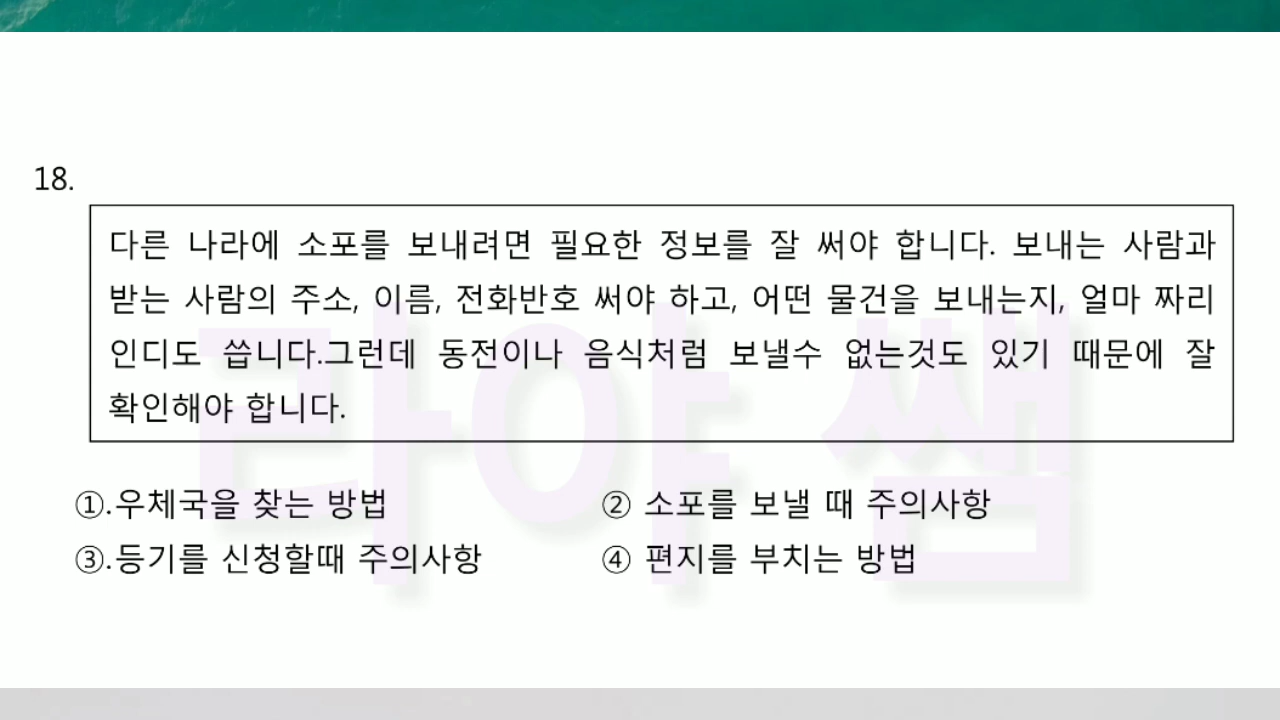 18.
다른 나라에 소포를 보내려면 필요한 정보를 잘 써야 합니다. 보내는 사람과
받는 사람의 주소, 이름, 전화반호 써야 하고, 어떤 물건을 보내는지, 얼마 짜리
인디도 씁니다.그런데 동전이나 음식처럼 보낼수 없는것도 있기 때문에 잘
확인해야 합니다.
①.우체국을 찾는 방법 ② 소포를 보낼 때 주의사항
③.등기를 신청할때 주의사항 ④ 편지를 부치는 방법
라야 쌤